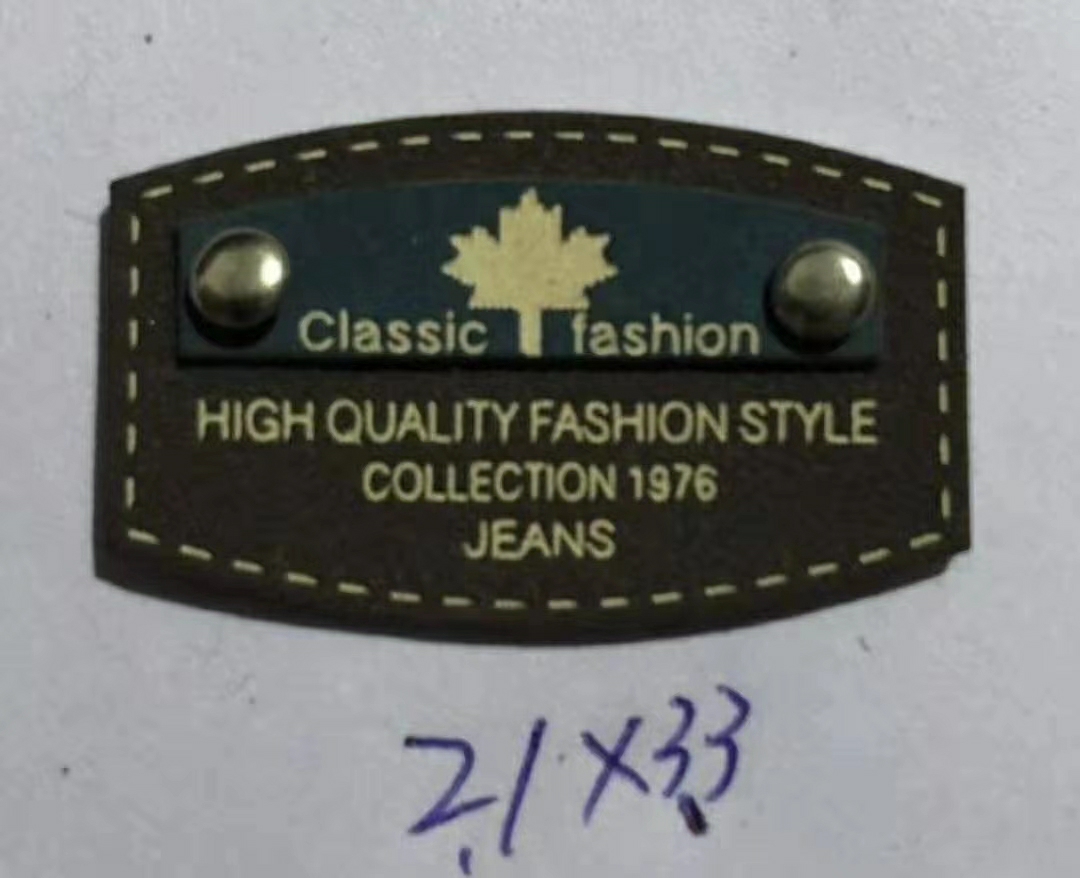 Classic fashion
HIGH QUALITY FASHION STYLE
COLLECTION 1976
JEANS
2.1 x 3.3